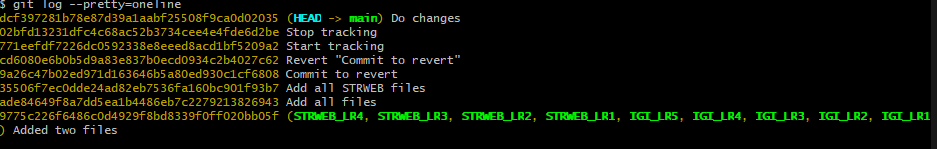 $ git log --pretty=oneline
dcf397281b78e87d39a1aabf25508f9ca0d02035 (HEAD -> main) Do changes
02bfd13231dfc4c68ac52b3734cee4e4fde6d2be Stop tracking
771eefdf7226dc0592338e8eeed8acd1bf5209a2 Start tracking
cd6080e6b0b5d9a83e837b0ecd0934c2b4027c62 Revert "Commit to revert"
9a26c47b02ed971d163646b5a80ed930c1cf6808 Commit to revert
35506f7ec0dde24ad82eb7536fa160bc901f93b7 Add all STRWEB files
ade84649f8a7dd5ea1b4486eb7c2279213826943 Add all files
9775c226f6486c0d4929f8bd8339f0ff020bb05f (STRWEB_LR4, STRWEB_LR3, STRWEB_LR2, STRWEB_LR1, IGI_LR5, IGI_LR4, IGI_LR3, IGI_LR2, IGI_LR1
) Added two files